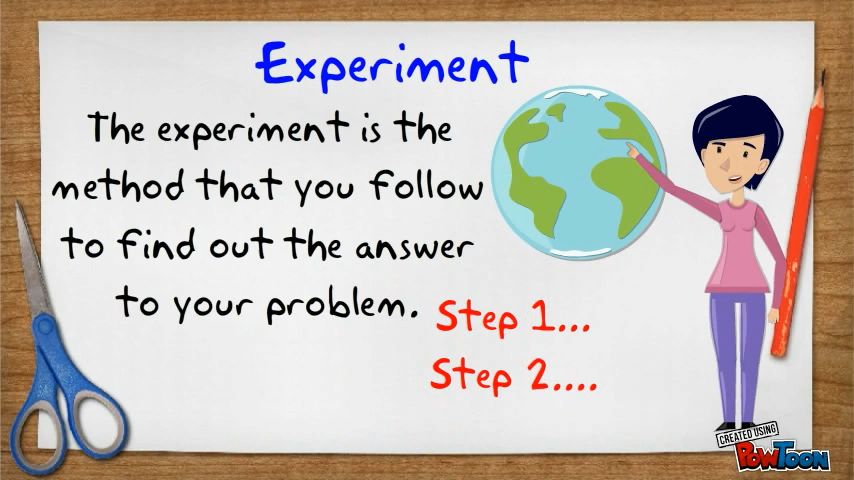 Experiment
The experiment is the
method that you follow
to find out the answer
to your problem.
Step 1...
Step 2....
CREATED USING
POWTOON